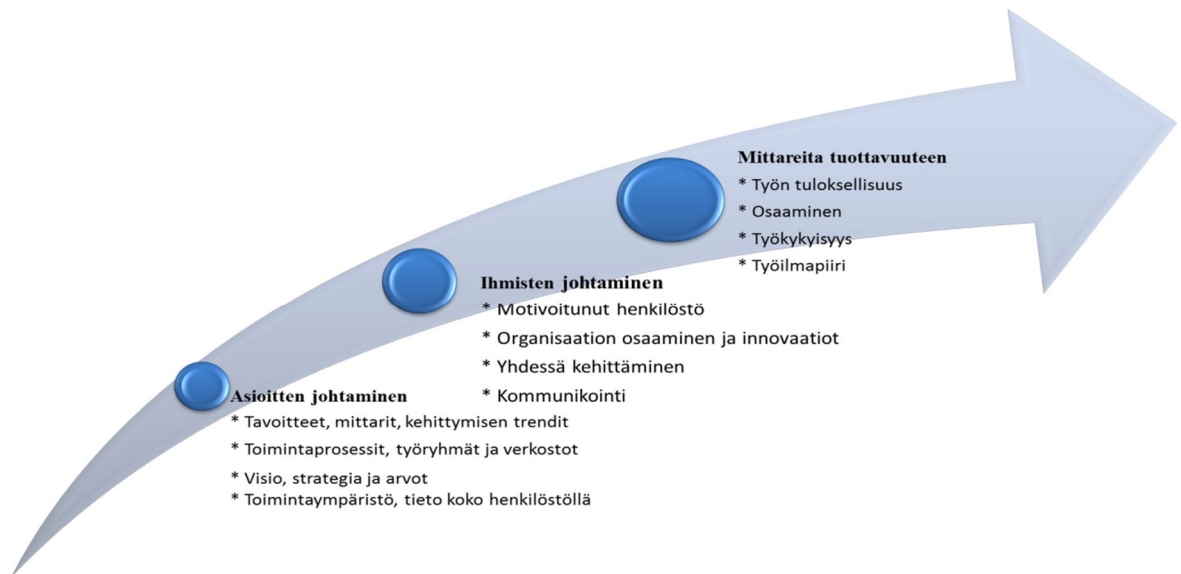 Mittareita tuottavuuteen
* Työn tuloksellisuus
* Osaaminen
* Työkykyisyys
* Työilmapiiri
Ihmisten johtaminen
* Motivoitunut henkilöstö
* Organisaation osaaminen ja innovaatiot
* Yhdessä kehittäminen
* Kommunikointi
Asioitten johtaminen
* Tavoitteet, mittarit, kehittymisen trendit
* Toimintaprosessit, työryhmät ja verkostot
* Visio, strategia ja arvot
* Toimintaympäristö, tieto koko henkilöstöllä